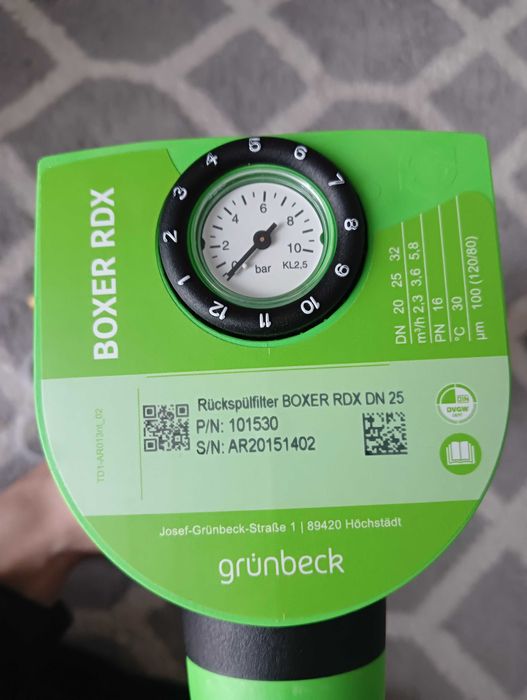 BOXER RDX
1
2
3
4
5
6
7
8
9
10
11
12
0
2
4
6
8
10
bar
KL2,5
DN 20 25 32
m³/h 2,3 3,6 5,8
PN 16
°C 30
µm 100 (120/80)
Rückspülfilter BOXER RDX DN 25
P/N: 101530
S/N: AR20151402
DIN
DVGW
CERT
Josef-Grünbeck-Straße 1 | 89420 Höchstädt
grünbeck